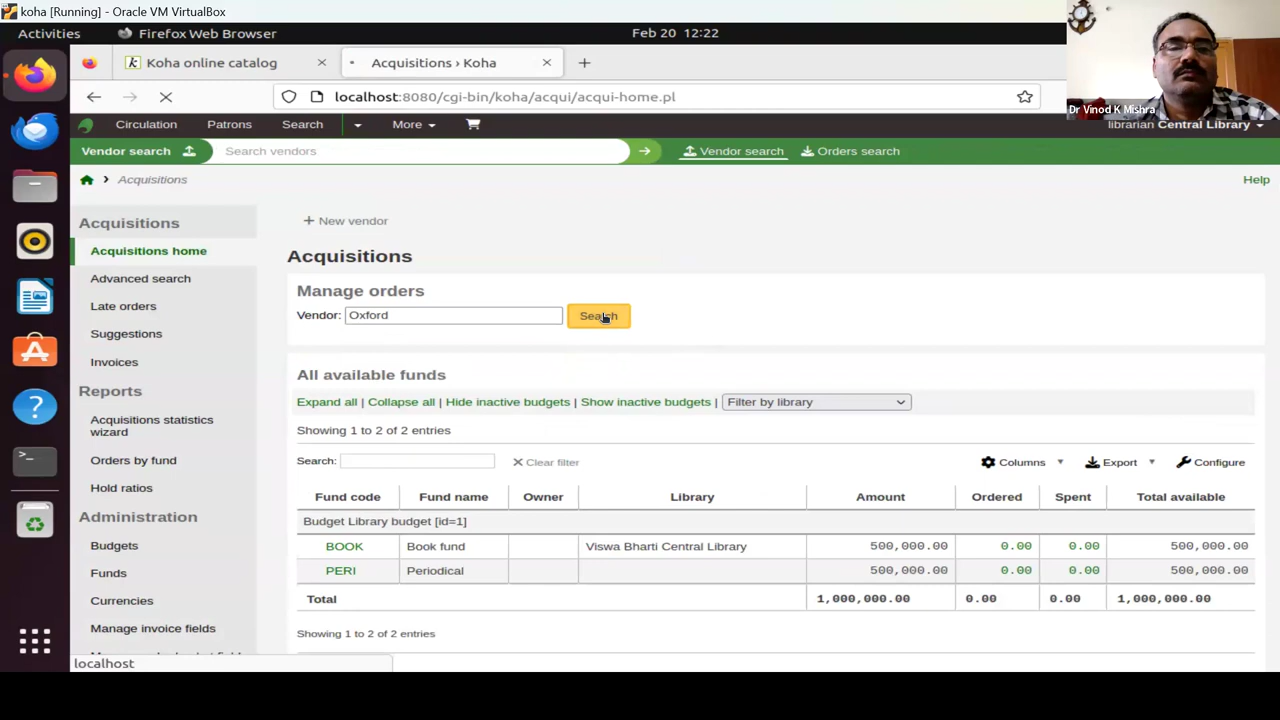 koha [Running] - Oracle VM VirtualBox
Activities
Firefox Web Browser
Feb 20 12:22
Koha online catalog
Acquisitions › Koha
localhost:8080/cgi-bin/koha/acqui/acqui-home.pl
Dr Vinod K Mishra
Circulation Patrons Search More
librarian Central Library
Vendor search
Search vendors
Vendor search
Orders search
Acquisitions
Help
Acquisitions
Acquisitions home
Advanced search
Late orders
Suggestions
Invoices
Reports
Acquisitions statistics
wizard
Orders by fund
Hold ratios
Administration
Budgets
Funds
Currencies
Manage invoice fields
+ New vendor
Acquisitions
Manage orders
Vendor: Oxford Search
All available funds
Expand all | Collapse all | Hide inactive budgets | Show inactive budgets | Filter by library
Showing 1 to 2 of 2 entries
Search: Clear filter Columns Export Configure
Fund code Fund name Owner Library Amount Ordered Spent Total available
Budget Library budget [id=1]
BOOK Book fund Viswa Bharti Central Library 500,000.00 0.00 0.00 500,000.00
PERI Periodical 500,000.00 0.00 0.00 500,000.00
Total 1,000,000.00 0.00 0.00 1,000,000.00
Showing 1 to 2 of 2 entries
localhost